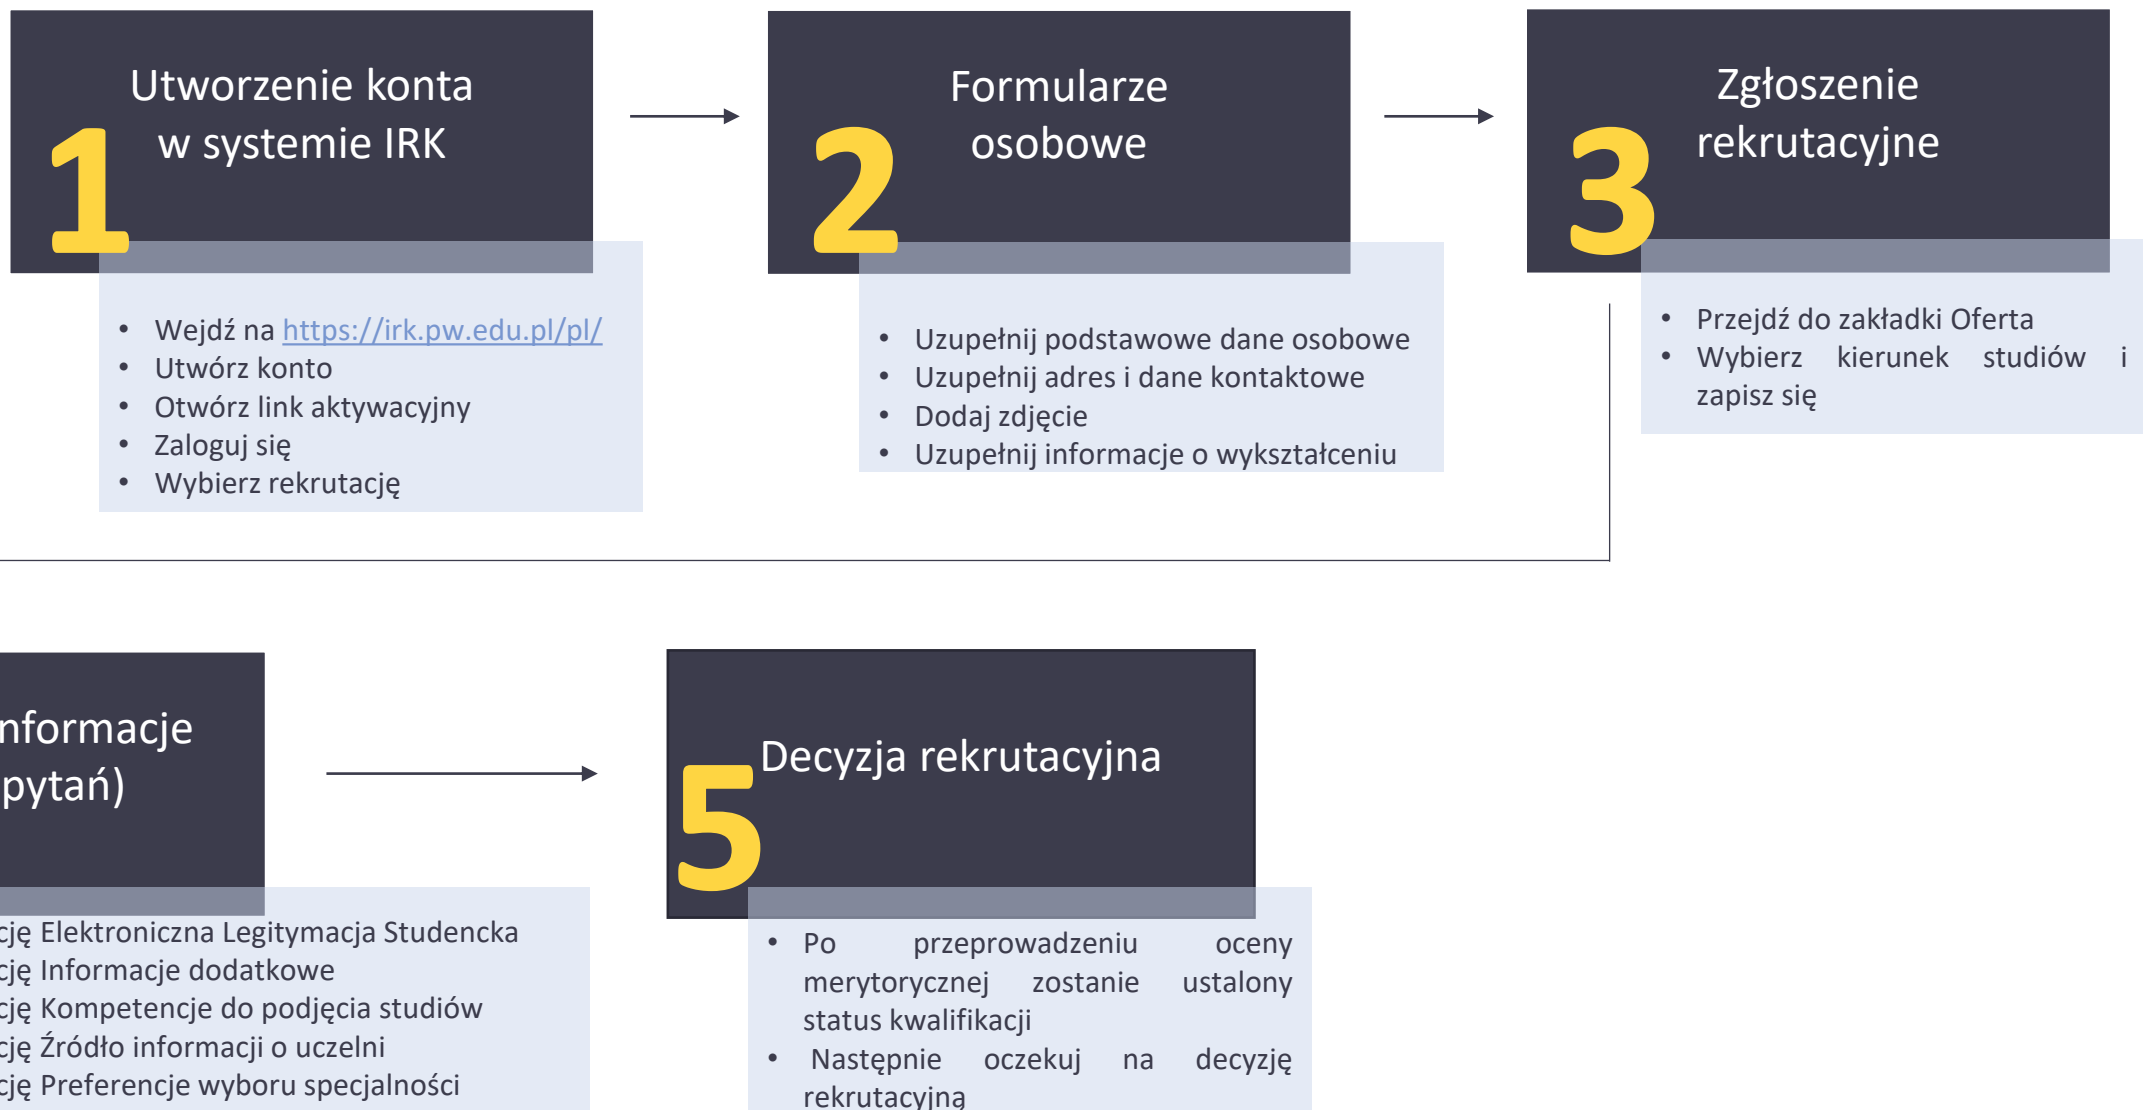 1
Utworzenie konta
w systemie IRK
• Wejdź na https://irk.pw.edu.pl/pl/
• Utwórz konto
• Otwórz link aktywacyjny
• Zaloguj się
• Wybierz rekrutację
2
Formularze
osobowe
• Uzupełnij podstawowe dane osobowe
• Uzupełnij adres i dane kontaktowe
• Dodaj zdjęcie
• Uzupełnij informacje o wykształceniu
3
Zgłoszenie
rekrutacyjne
• Przejdź do zakładki Oferta
• Wybierz kierunek studiów i
zapisz się
nformacje
pytań)
cję Elektroniczna Legitymacja Studencka
cję Informacje dodatkowe
cję Kompetencje do podjęcia studiów
cję Źródło informacji o uczelni
cję Preferencje wyboru specjalności
5
Decyzja rekrutacyjna
• Po przeprowadzeniu oceny
merytorycznej zostanie ustalony
status kwalifikacji
• Następnie oczekuj na decyzję
rekrutacyjną